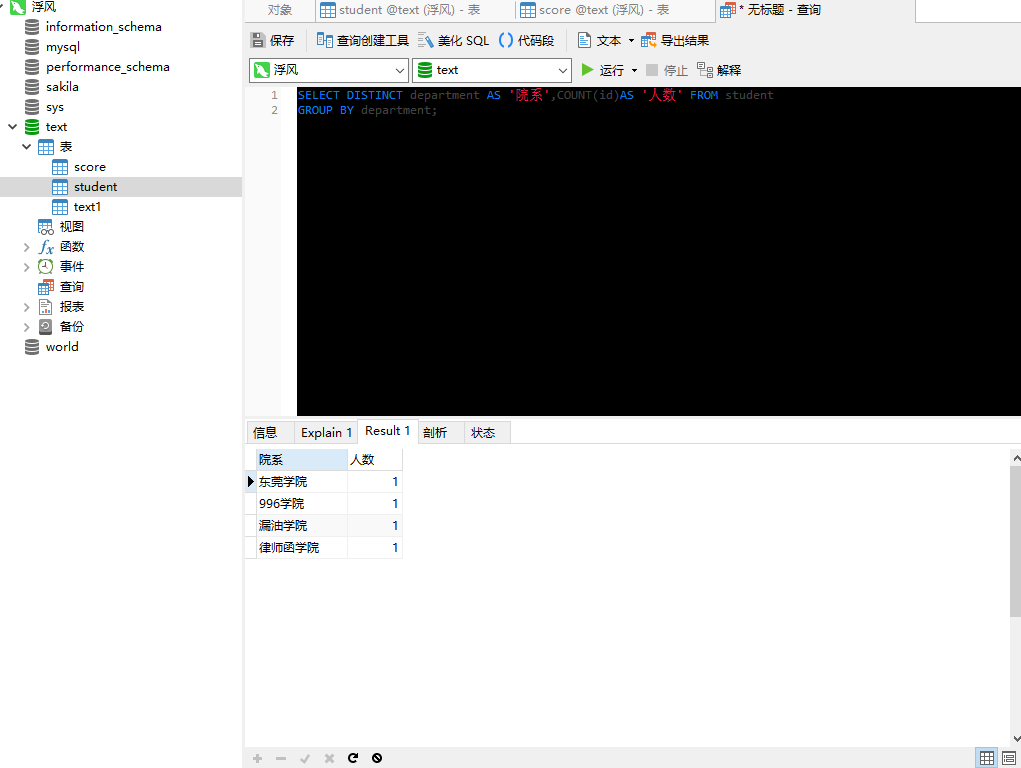 浮风
information_schema
mysql
performance_schema
sakila
sys
text
表
score
student
text1
视图
函数
事件
查询
报表
备份
world
对象 student @text (浮风) - 表 score @text (浮风) - 表 * 无标题 - 查询
保存 查询创建工具 美化 SQL 代码段 文本 导出结果
浮风 text 运行 停止 解释
1 SELECT DISTINCT department AS '院系',COUNT(id)AS '人数' FROM student
2 GROUP BY department;
信息 Explain 1 Result 1 剖析 状态
院系 人数
东莞学院 1
996学院 1
漏油学院 1
律师函学院 1